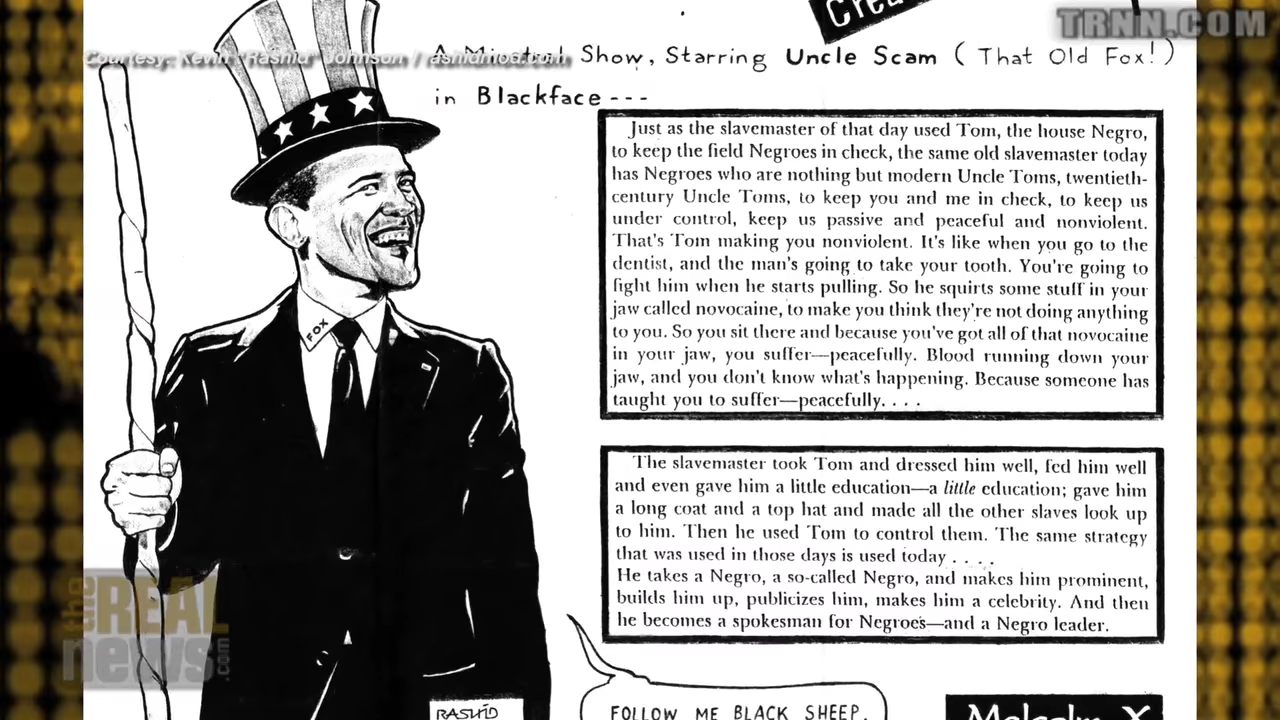 TRNN.COM
Crea
Courtesy: Kevin "Rashid" Johnson / rashidmod.com
A Minstrel Show, Starring Uncle Scam ( That Old Fox! )
in Blackface ---
FOX
Just as the slavemaster of that day used Tom, the house Negro,
to keep the field Negroes in check, the same old slavemaster today
has Negroes who are nothing but modern Uncle Toms, twentieth-
century Uncle Toms, to keep you and me in check, to keep us
under control, keep us passive and peaceful and nonviolent.
That's Tom making you nonviolent. It's like when you go to the
dentist, and the man's going to take your tooth. You're going to
fight him when he starts pulling. So he squirts some stuff in your
jaw called novocaine, to make you think they're not doing anything
to you. So you sit there and because you've got all of that novocaine
in your jaw, you suffer—peacefully. Blood running down your
jaw, and you don't know what's happening. Because someone has
taught you to suffer—peacefully. . . .
The slavemaster took Tom and dressed him well, fed him well
and even gave him a little education—a little education; gave him
a long coat and a top hat and made all the other slaves look up
to him. Then he used Tom to control them. The same strategy
that was used in those days is used today . . . .
He takes a Negro, a so-called Negro, and makes him prominent,
builds him up, publicizes him, makes him a celebrity. And then
he becomes a spokesman for Negroes—and a Negro leader.
the REAL
news.com
RASHID
FOLLOW ME BLACK SHEEP.
Malcolm X